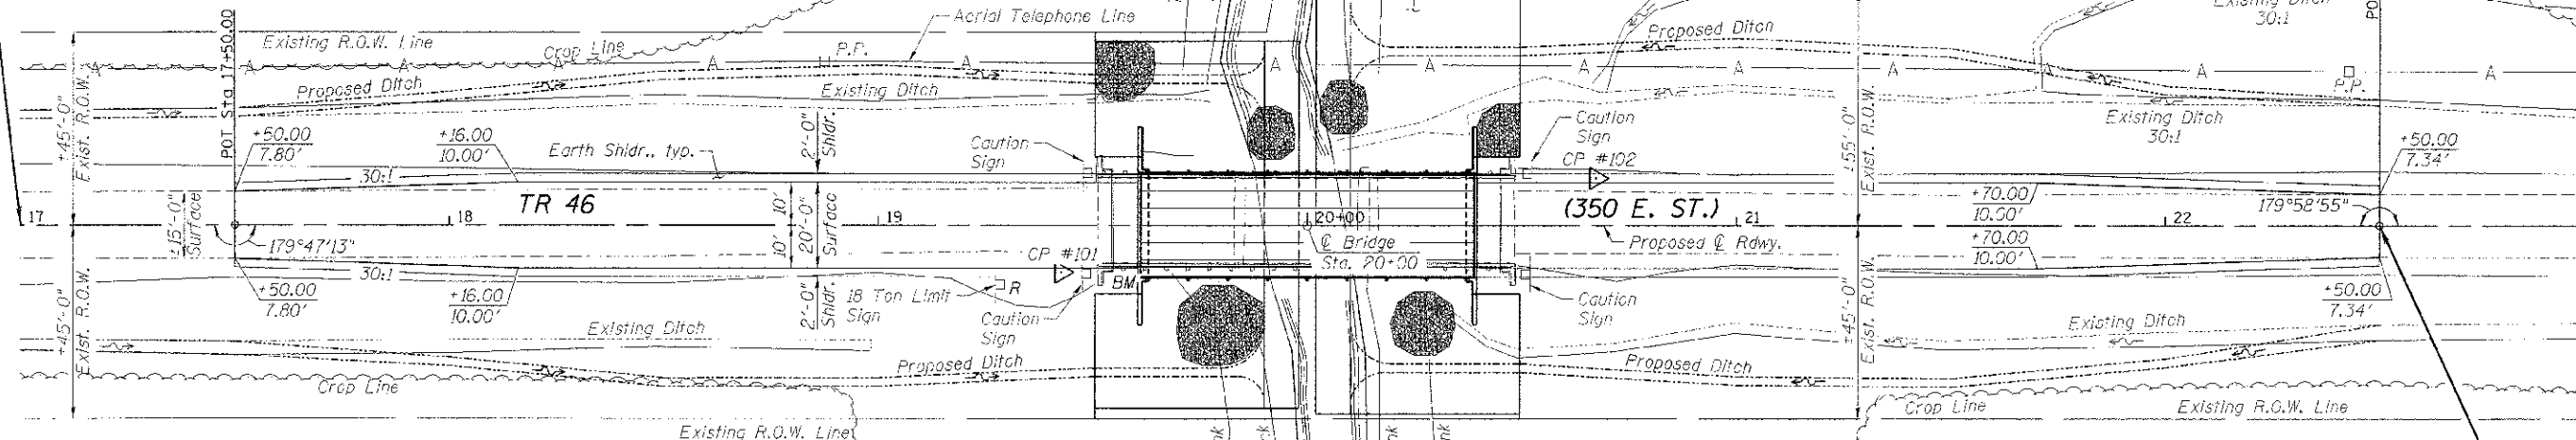 POT Sta 17+50.00
Existing R.O.W. Line
Crop Line
P.P.
Aerial Telephone Line
Proposed Ditch
Existing Ditch
30:1
A A A A A A A A A A A A A A A
Proposed Ditch
Existing Ditch
Existing Ditch
30:1
P.P.
±45'-0"
Exist. R.O.W.
+50.00
7.80'
+16.00
10.00'
Earth Shldr., typ.
2'-0"
Shldr.
Caution
Sign
Caution
Sign
CP #102
±55'-0"
Exist. R.O.W.
+50.00
7.34'
30:1
TR 46
(350 E. ST.)
+70.00
10.00'
179°58'55"
17
18
19
20+00
21
22
±15'-0"
Surface
179°47'13"
10' 10'
20'-0"
Surface
℄ Bridge
Sta. 20+00
Proposed ℄ Rdwy.
+70.00
10.00'
CP #101
30:1
+50.00
7.80'
+16.00
10.00'
2'-0"
Shldr.
18 Ton Limit
Sign
R
BM
Caution
Sign
Caution
Sign
+50.00
7.34'
±45'-0"
Exist. R.O.W.
±45'-0"
Exist. R.O.W.
Existing Ditch
Existing Ditch
Proposed Ditch
Proposed Ditch
Crop Line
Crop Line
Existing R.O.W. Line
Existing R.O.W. Line